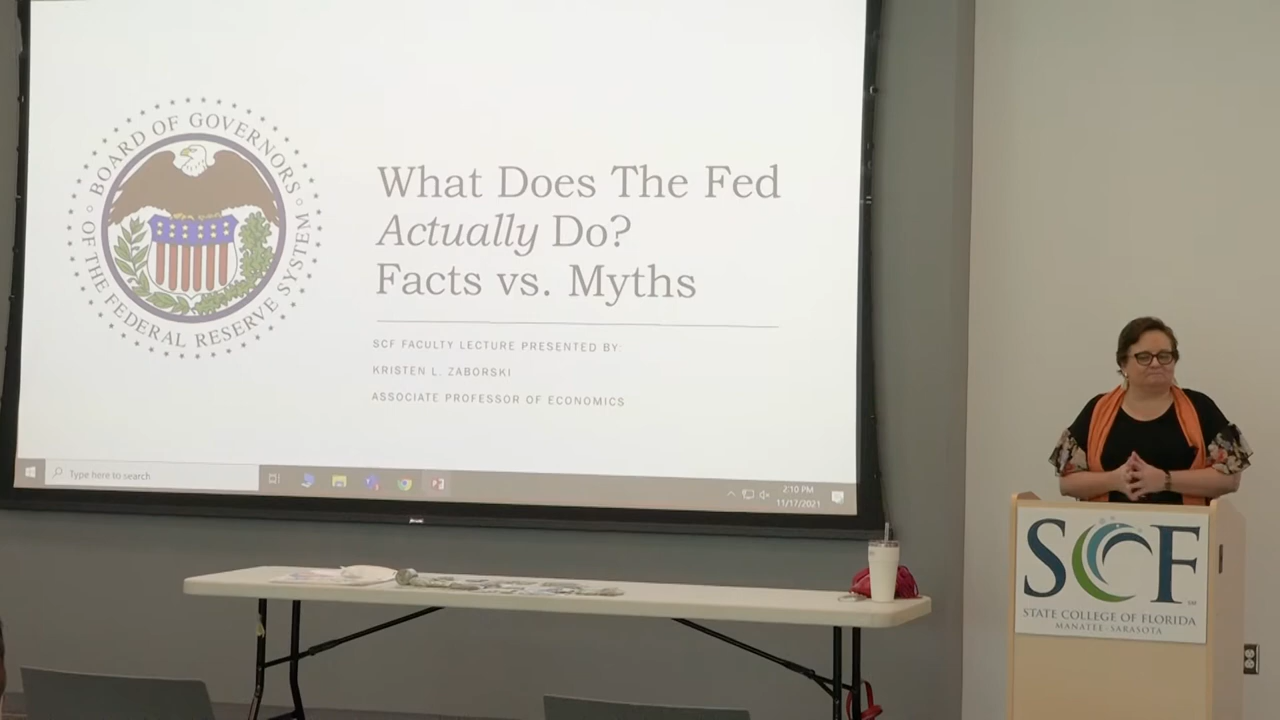 BOARD OF GOVERNORS
OF THE FEDERAL RESERVE SYSTEM
What Does The Fed
Actually Do?
Facts vs. Myths
SCF FACULTY LECTURE PRESENTED BY:
KRISTEN L. ZABORSKI
ASSOCIATE PROFESSOR OF ECONOMICS
Type here to search
2:10 PM
11/17/2021
SCF
STATE COLLEGE OF FLORIDA
MANATEE-SARASOTA